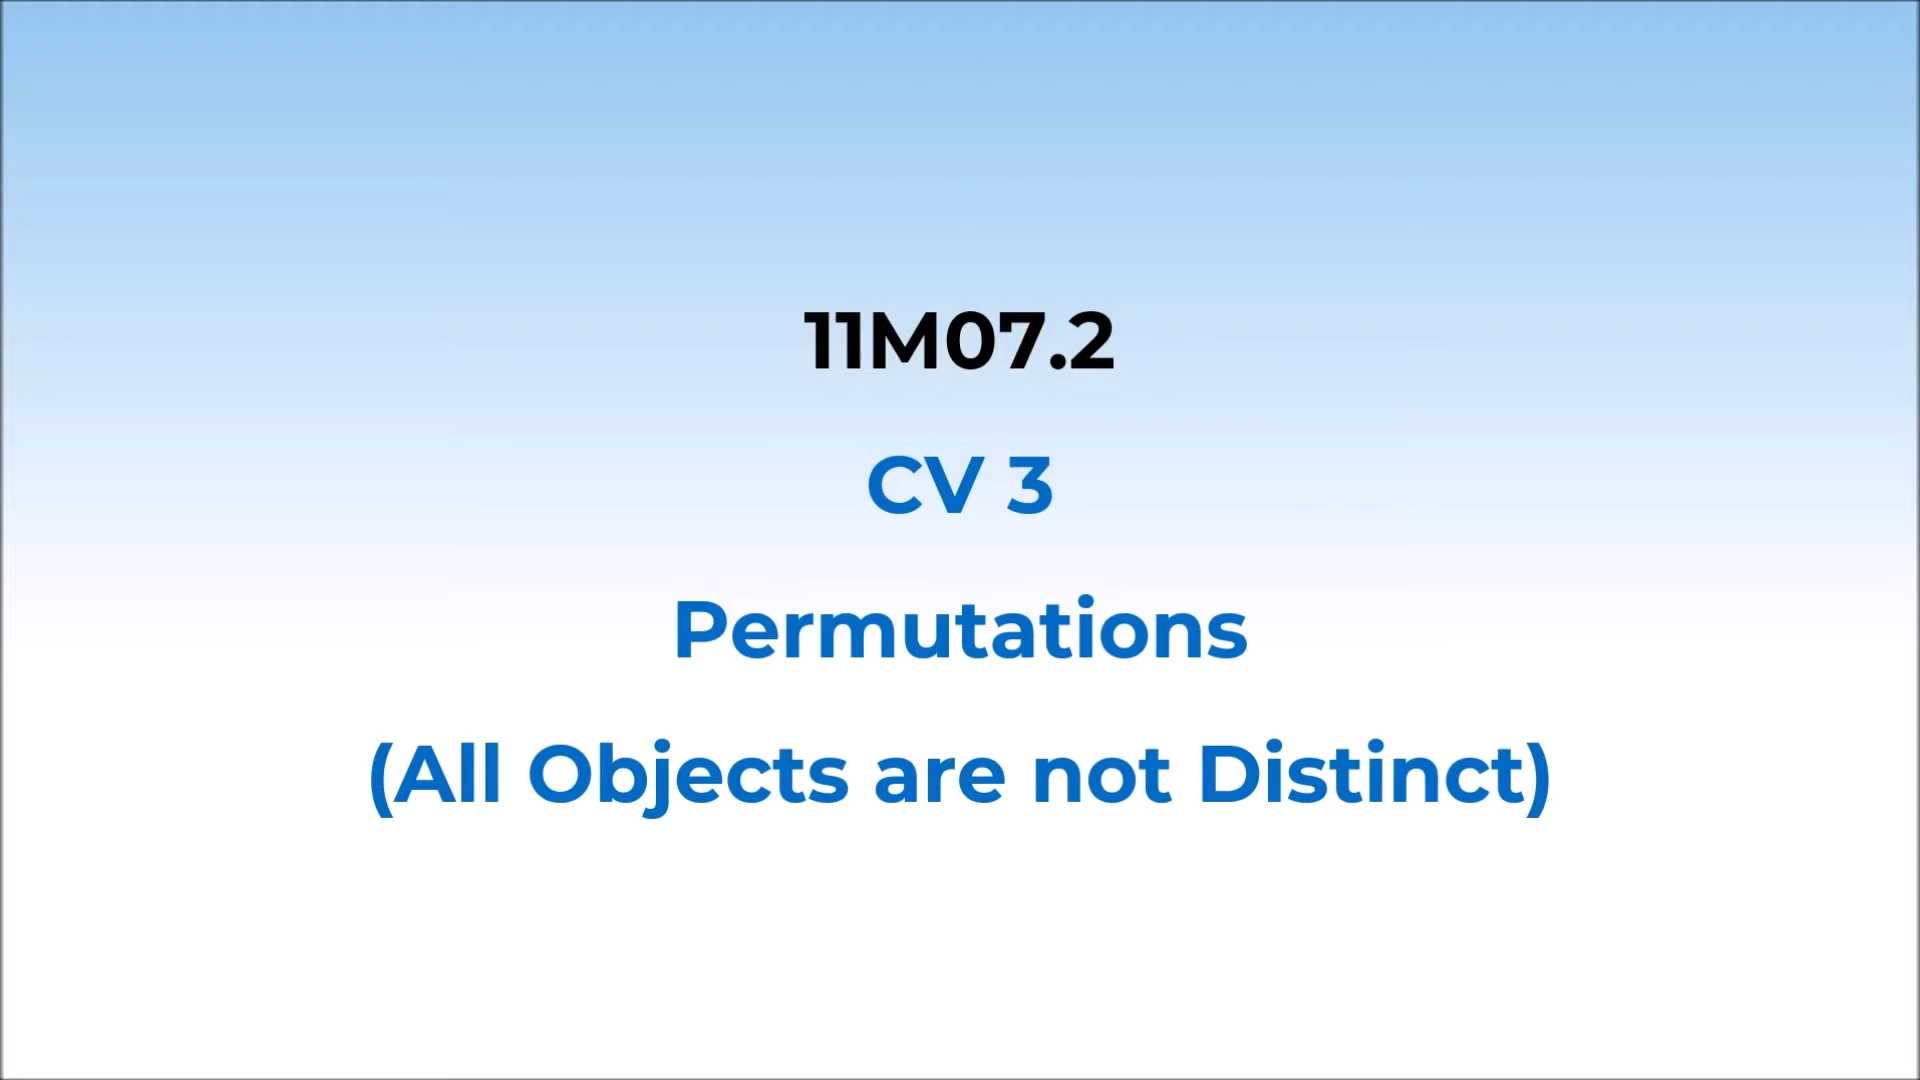 11M07.2
CV 3
Permutations
(All Objects are not Distinct)